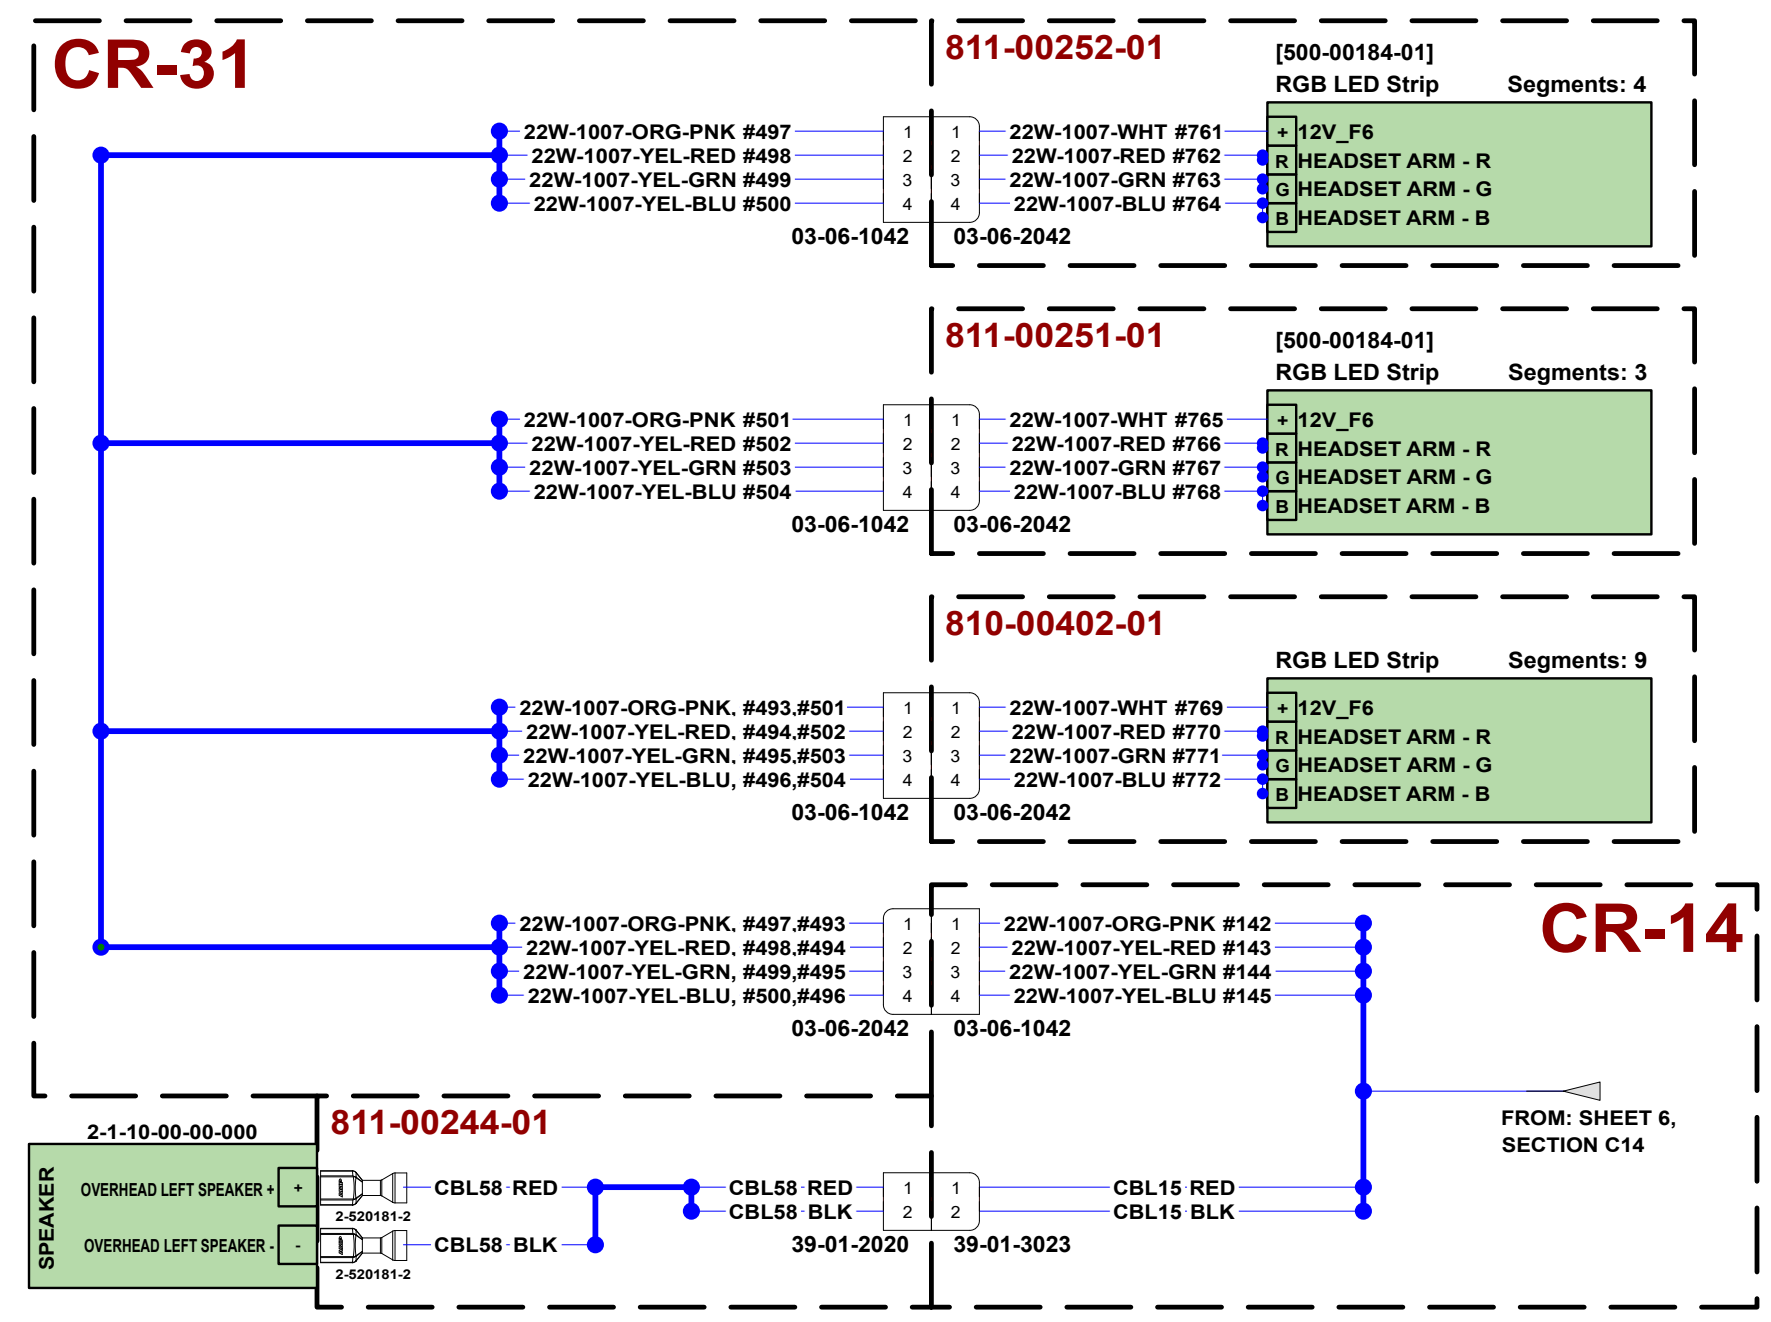 CR-31
811-00252-01
[500-00184-01]
RGB LED Strip Segments: 4
22W-1007-ORG-PNK #497 1 1 22W-1007-WHT #761 + 12V_F6
22W-1007-YEL-RED #498 2 2 22W-1007-RED #762 R HEADSET ARM - R
22W-1007-YEL-GRN #499 3 3 22W-1007-GRN #763 G HEADSET ARM - G
22W-1007-YEL-BLU #500 4 4 22W-1007-BLU #764 B HEADSET ARM - B
03-06-1042 03-06-2042
811-00251-01
[500-00184-01]
RGB LED Strip Segments: 3
22W-1007-ORG-PNK #501 1 1 22W-1007-WHT #765 + 12V_F6
22W-1007-YEL-RED #502 2 2 22W-1007-RED #766 R HEADSET ARM - R
22W-1007-YEL-GRN #503 3 3 22W-1007-GRN #767 G HEADSET ARM - G
22W-1007-YEL-BLU #504 4 4 22W-1007-BLU #768 B HEADSET ARM - B
03-06-1042 03-06-2042
810-00402-01
RGB LED Strip Segments: 9
22W-1007-ORG-PNK, #493,#501 1 1 22W-1007-WHT #769 + 12V_F6
22W-1007-YEL-RED, #494,#502 2 2 22W-1007-RED #770 R HEADSET ARM - R
22W-1007-YEL-GRN, #495,#503 3 3 22W-1007-GRN #771 G HEADSET ARM - G
22W-1007-YEL-BLU, #496,#504 4 4 22W-1007-BLU #772 B HEADSET ARM - B
03-06-1042 03-06-2042
CR-14
22W-1007-ORG-PNK, #497,#493 1 1 22W-1007-ORG-PNK #142
22W-1007-YEL-RED, #498,#494 2 2 22W-1007-YEL-RED #143
22W-1007-YEL-GRN, #499,#495 3 3 22W-1007-YEL-GRN #144
22W-1007-YEL-BLU, #500,#496 4 4 22W-1007-YEL-BLU #145
03-06-2042 03-06-1042
FROM: SHEET 6,
SECTION C14
811-00244-01
2-1-10-00-00-000
SPEAKER
OVERHEAD LEFT SPEAKER + + CBL58 RED CBL58 RED 1 1 CBL15 RED
2-520181-2 CBL58 BLK 2 2 CBL15 BLK
OVERHEAD LEFT SPEAKER - - CBL58 BLK 39-01-2020 39-01-3023
2-520181-2